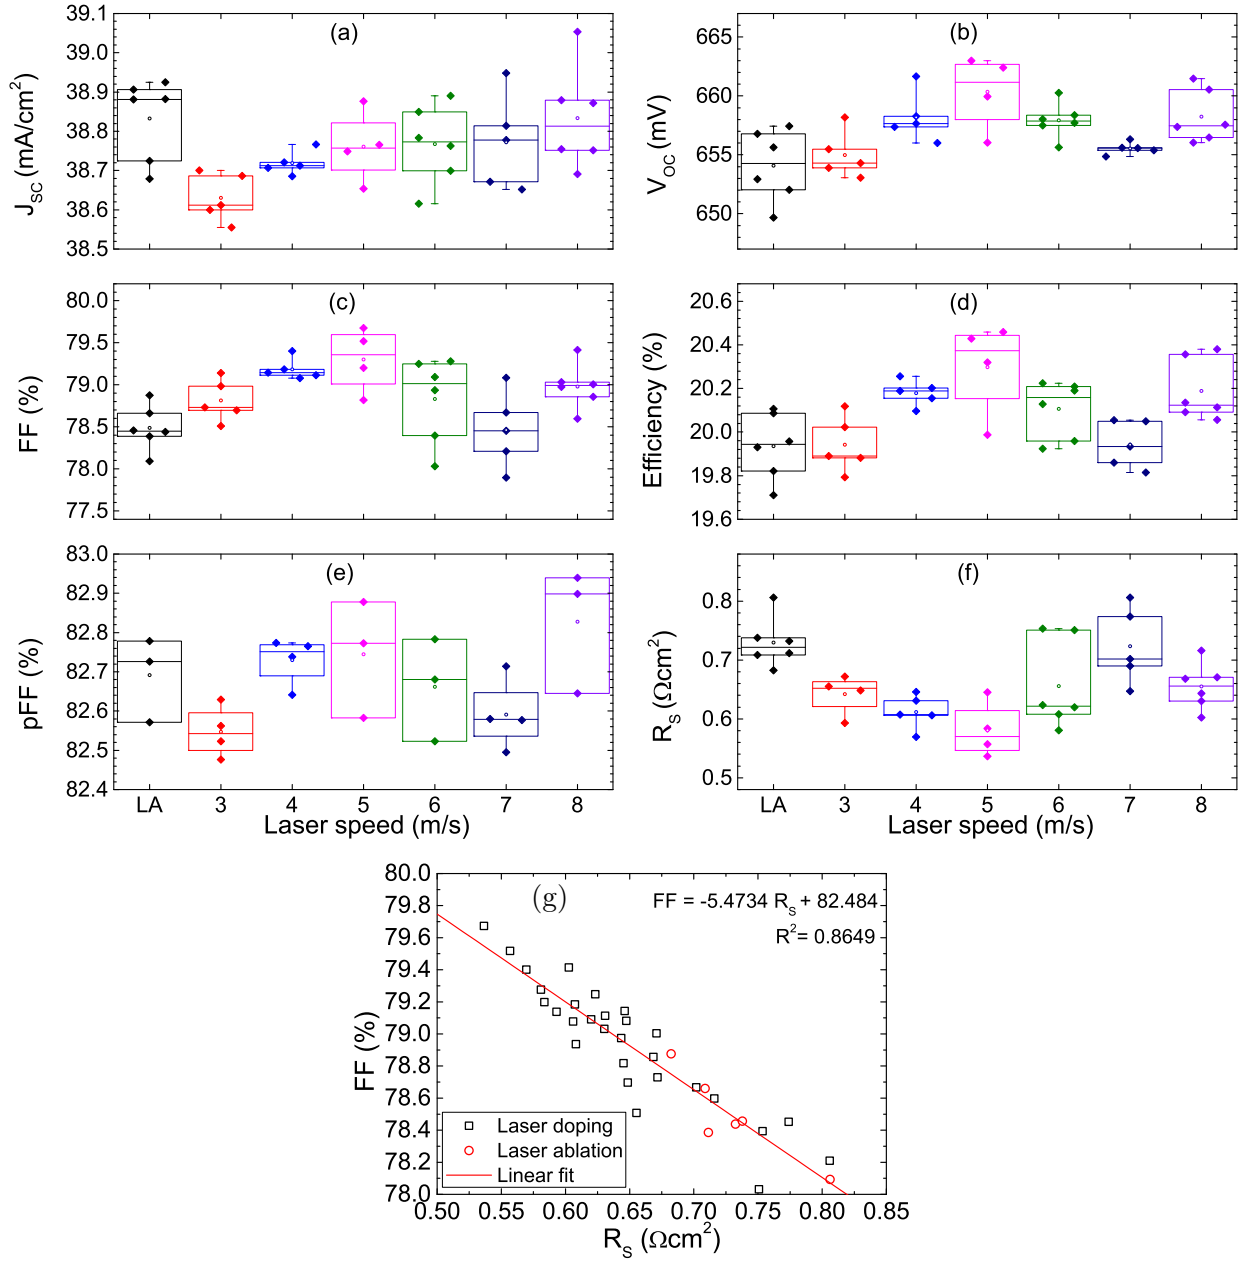 (a)
39.1
39.0
38.9
38.8
38.7
38.6
38.5
J_SC (mA/cm²)
(b)
665
660
655
650
V_OC (mV)
(c)
80.0
79.5
79.0
78.5
78.0
77.5
FF (%)
(d)
20.6
20.4
20.2
20.0
19.8
19.6
Efficiency (%)
(e)
83.0
82.9
82.8
82.7
82.6
82.5
82.4
pFF (%)
LA 3 4 5 6 7 8
Laser speed (m/s)
(f)
0.8
0.7
0.6
0.5
R_S (Ωcm²)
LA 3 4 5 6 7 8
Laser speed (m/s)
(g)
FF = -5.4734 R_S + 82.484
R² = 0.8649
80.0
79.8
79.6
79.4
79.2
79.0
78.8
78.6
78.4
78.2
78.0
FF (%)
Laser doping
Laser ablation
Linear fit
0.50 0.55 0.60 0.65 0.70 0.75 0.80 0.85
R_S (Ωcm²)